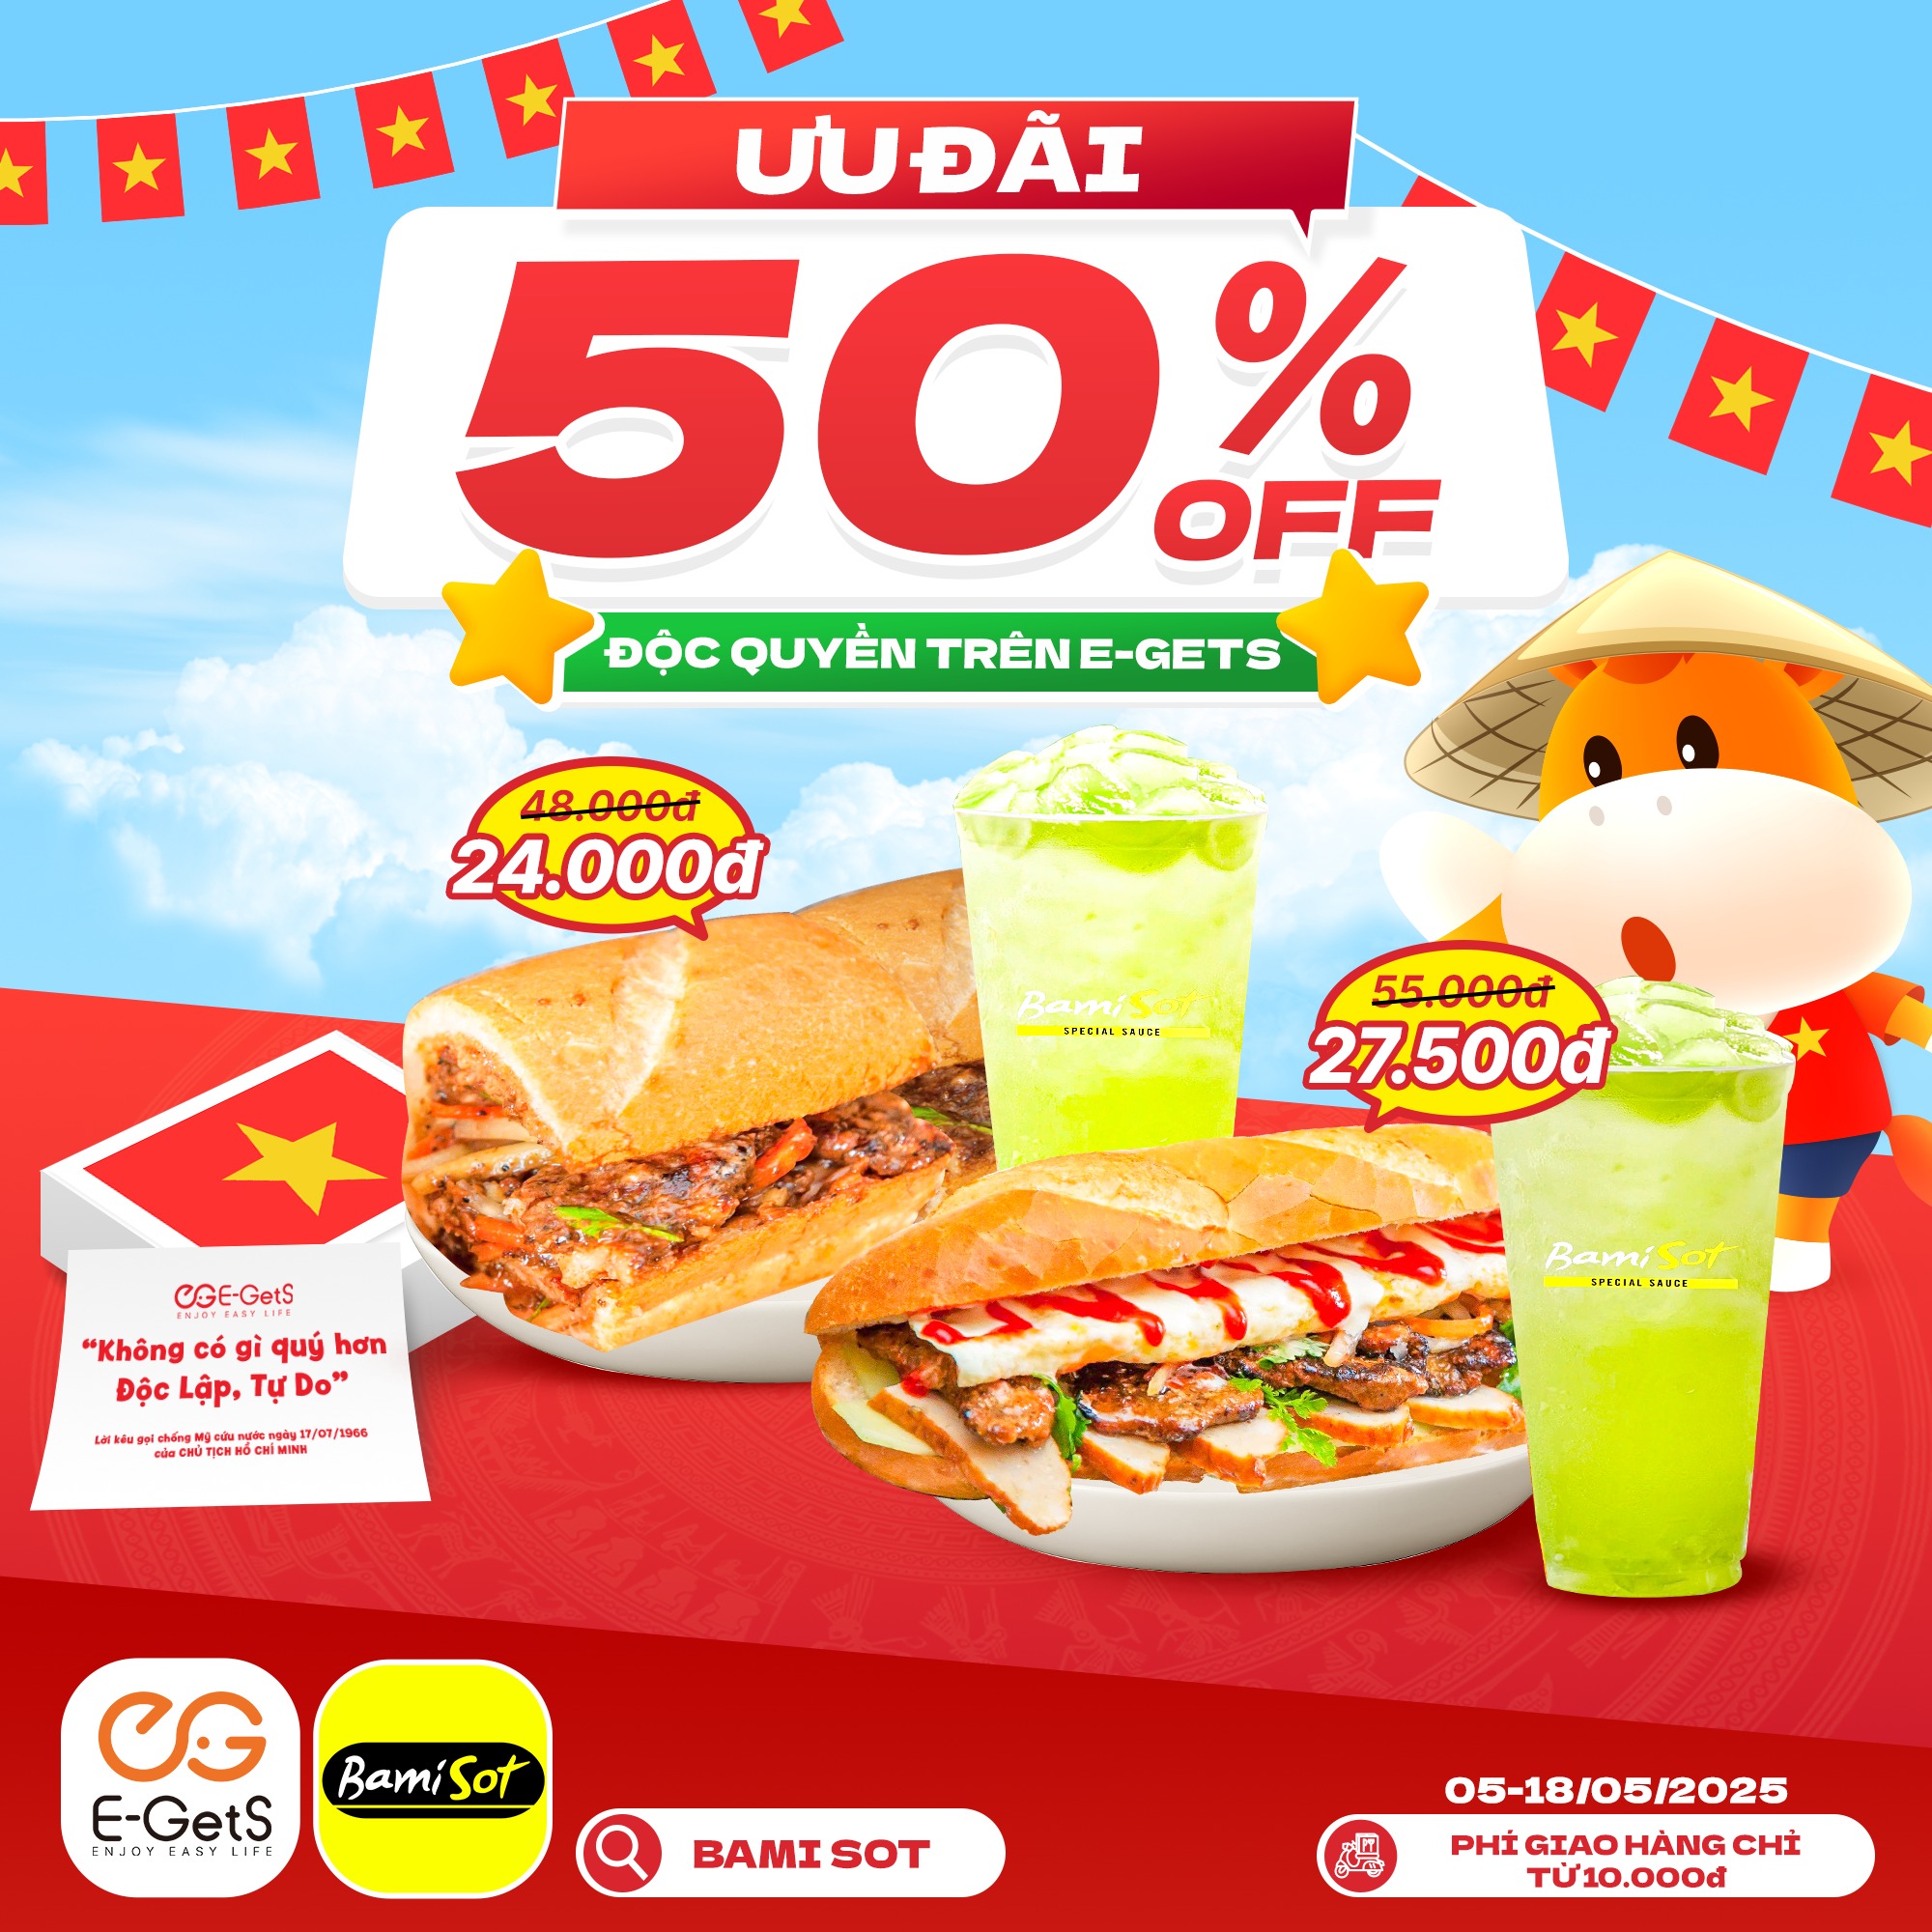 ƯU ĐÃI
50%
OFF
ĐỘC QUYỀN TRÊN E-GETS
48.000đ
24.000đ
Bami Sot
SPECIAL SAUCE
55.000đ
27.500đ
Bami Sot
SPECIAL SAUCE
E-GetS
ENJOY EASY LIFE
“Không có gì quý hơn
Độc Lập, Tự Do”
Lời kêu gọi chống Mỹ cứu nước ngày 17/07/1966
của CHỦ TỊCH HỒ CHÍ MINH
E-GetS
ENJOY EASY LIFE
Bami Sot
BAMI SOT
05-18/05/2025
PHÍ GIAO HÀNG CHỈ
TỪ 10.000đ